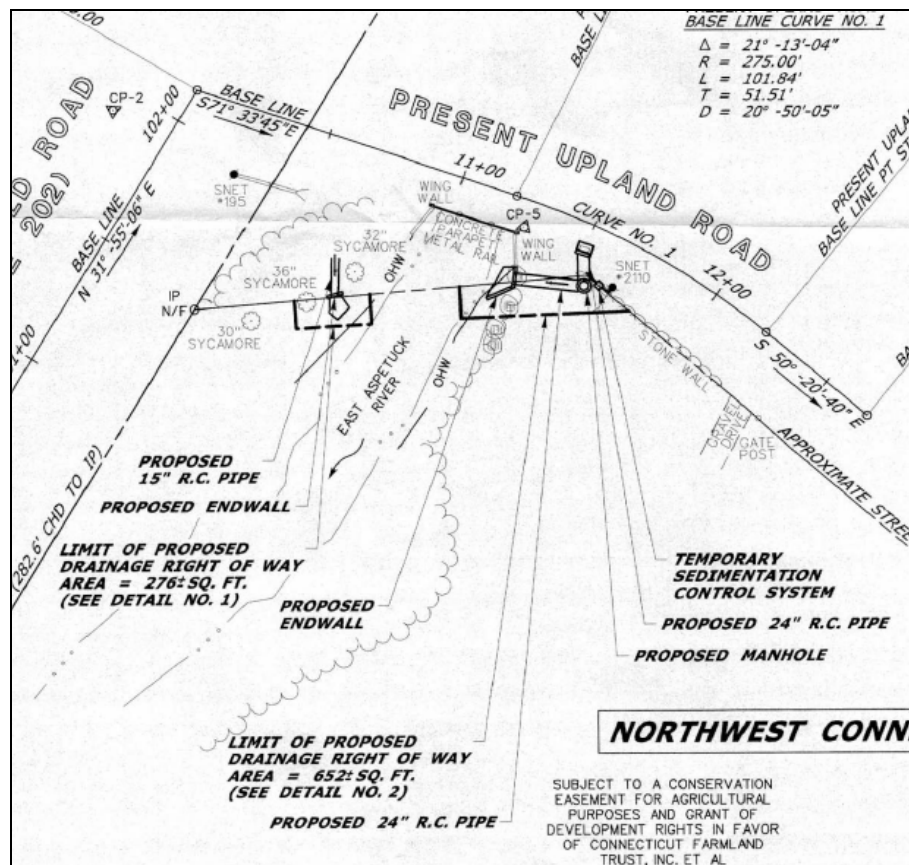 BASE LINE CURVE NO. 1
Δ = 21° -13'-04"
R = 275.00'
L = 101.84'
T = 51.51'
D = 20° -50'-05"
CP-2
102+00
BASE LINE
S71° 33'45"E
PRESENT UPLAND ROAD
11+00
CURVE NO. 1
12+00
PRESENT UPLA
BASE LINE PT ST
BASE L
ROAD
202)
BASE LINE
N 31° -55'-06" E
SNET
*195
WING
WALL
CONCRETE
PARAPET
METAL RAIL
CP-5
WING
WALL
SNET
*2110
32"
SYCAMORE
OHW
36"
SYCAMORE
IP
N/F
30"
SYCAMORE
1+00
EAST ASPETUCK
RIVER
OHW
STONE WALL
S 50° -20'-40" E
GRAVEL
DRIVE
GATE
POST
APPROXIMATE STREE
(282.6' CHD TO IP)
PROPOSED
15" R.C. PIPE
PROPOSED ENDWALL
LIMIT OF PROPOSED
DRAINAGE RIGHT OF WAY
AREA = 276± SQ. FT.
(SEE DETAIL NO. 1)
PROPOSED
ENDWALL
TEMPORARY
SEDIMENTATION
CONTROL SYSTEM
PROPOSED 24" R.C. PIPE
PROPOSED MANHOLE
NORTHWEST CONN
LIMIT OF PROPOSED
DRAINAGE RIGHT OF WAY
AREA = 652± SQ. FT.
(SEE DETAIL NO. 2)
PROPOSED 24" R.C. PIPE
SUBJECT TO A CONSERVATION
EASEMENT FOR AGRICULTURAL
PURPOSES AND GRANT OF
DEVELOPMENT RIGHTS IN FAVOR
OF CONNECTICUT FARMLAND
TRUST, INC. ET AL